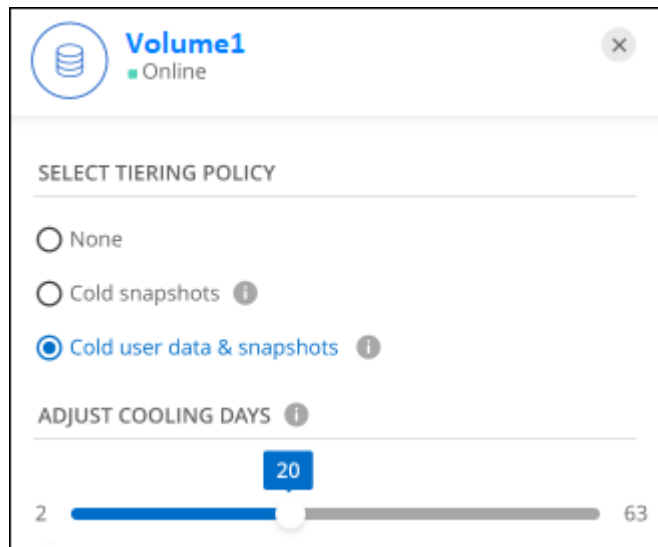 Volume1
Online
SELECT TIERING POLICY
None
Cold snapshots
Cold user data & snapshots
ADJUST COOLING DAYS
20
2 63